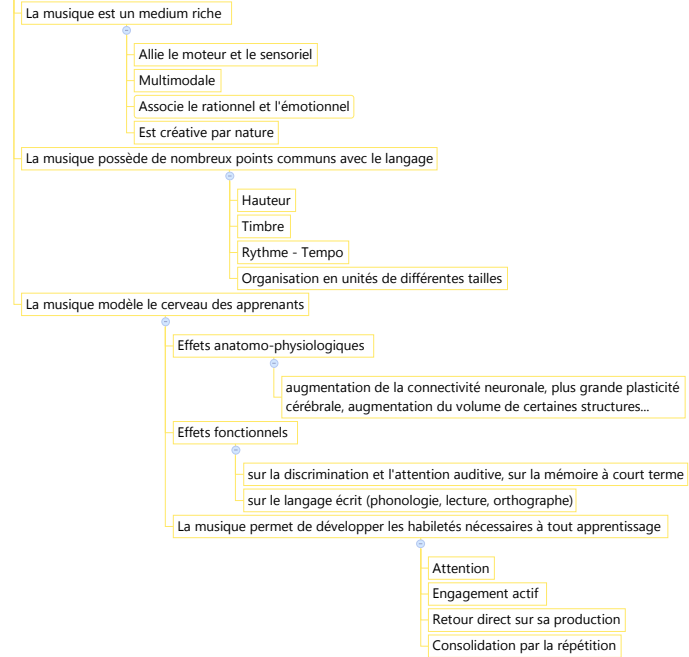 La musique est un medium riche
Allie le moteur et le sensoriel
Multimodale
Associe le rationnel et l'émotionnel
Est créative par nature
La musique possède de nombreux points communs avec le langage
Hauteur
Timbre
Rythme - Tempo
Organisation en unités de différentes tailles
La musique modèle le cerveau des apprenants
Effets anatomo-physiologiques
augmentation de la connectivité neuronale, plus grande plasticité
cérébrale, augmentation du volume de certaines structures...
Effets fonctionnels
sur la discrimination et l'attention auditive, sur la mémoire à court terme
sur le langage écrit (phonologie, lecture, orthographe)
La musique permet de développer les habiletés nécessaires à tout apprentissage
Attention
Engagement actif
Retour direct sur sa production
Consolidation par la répétition